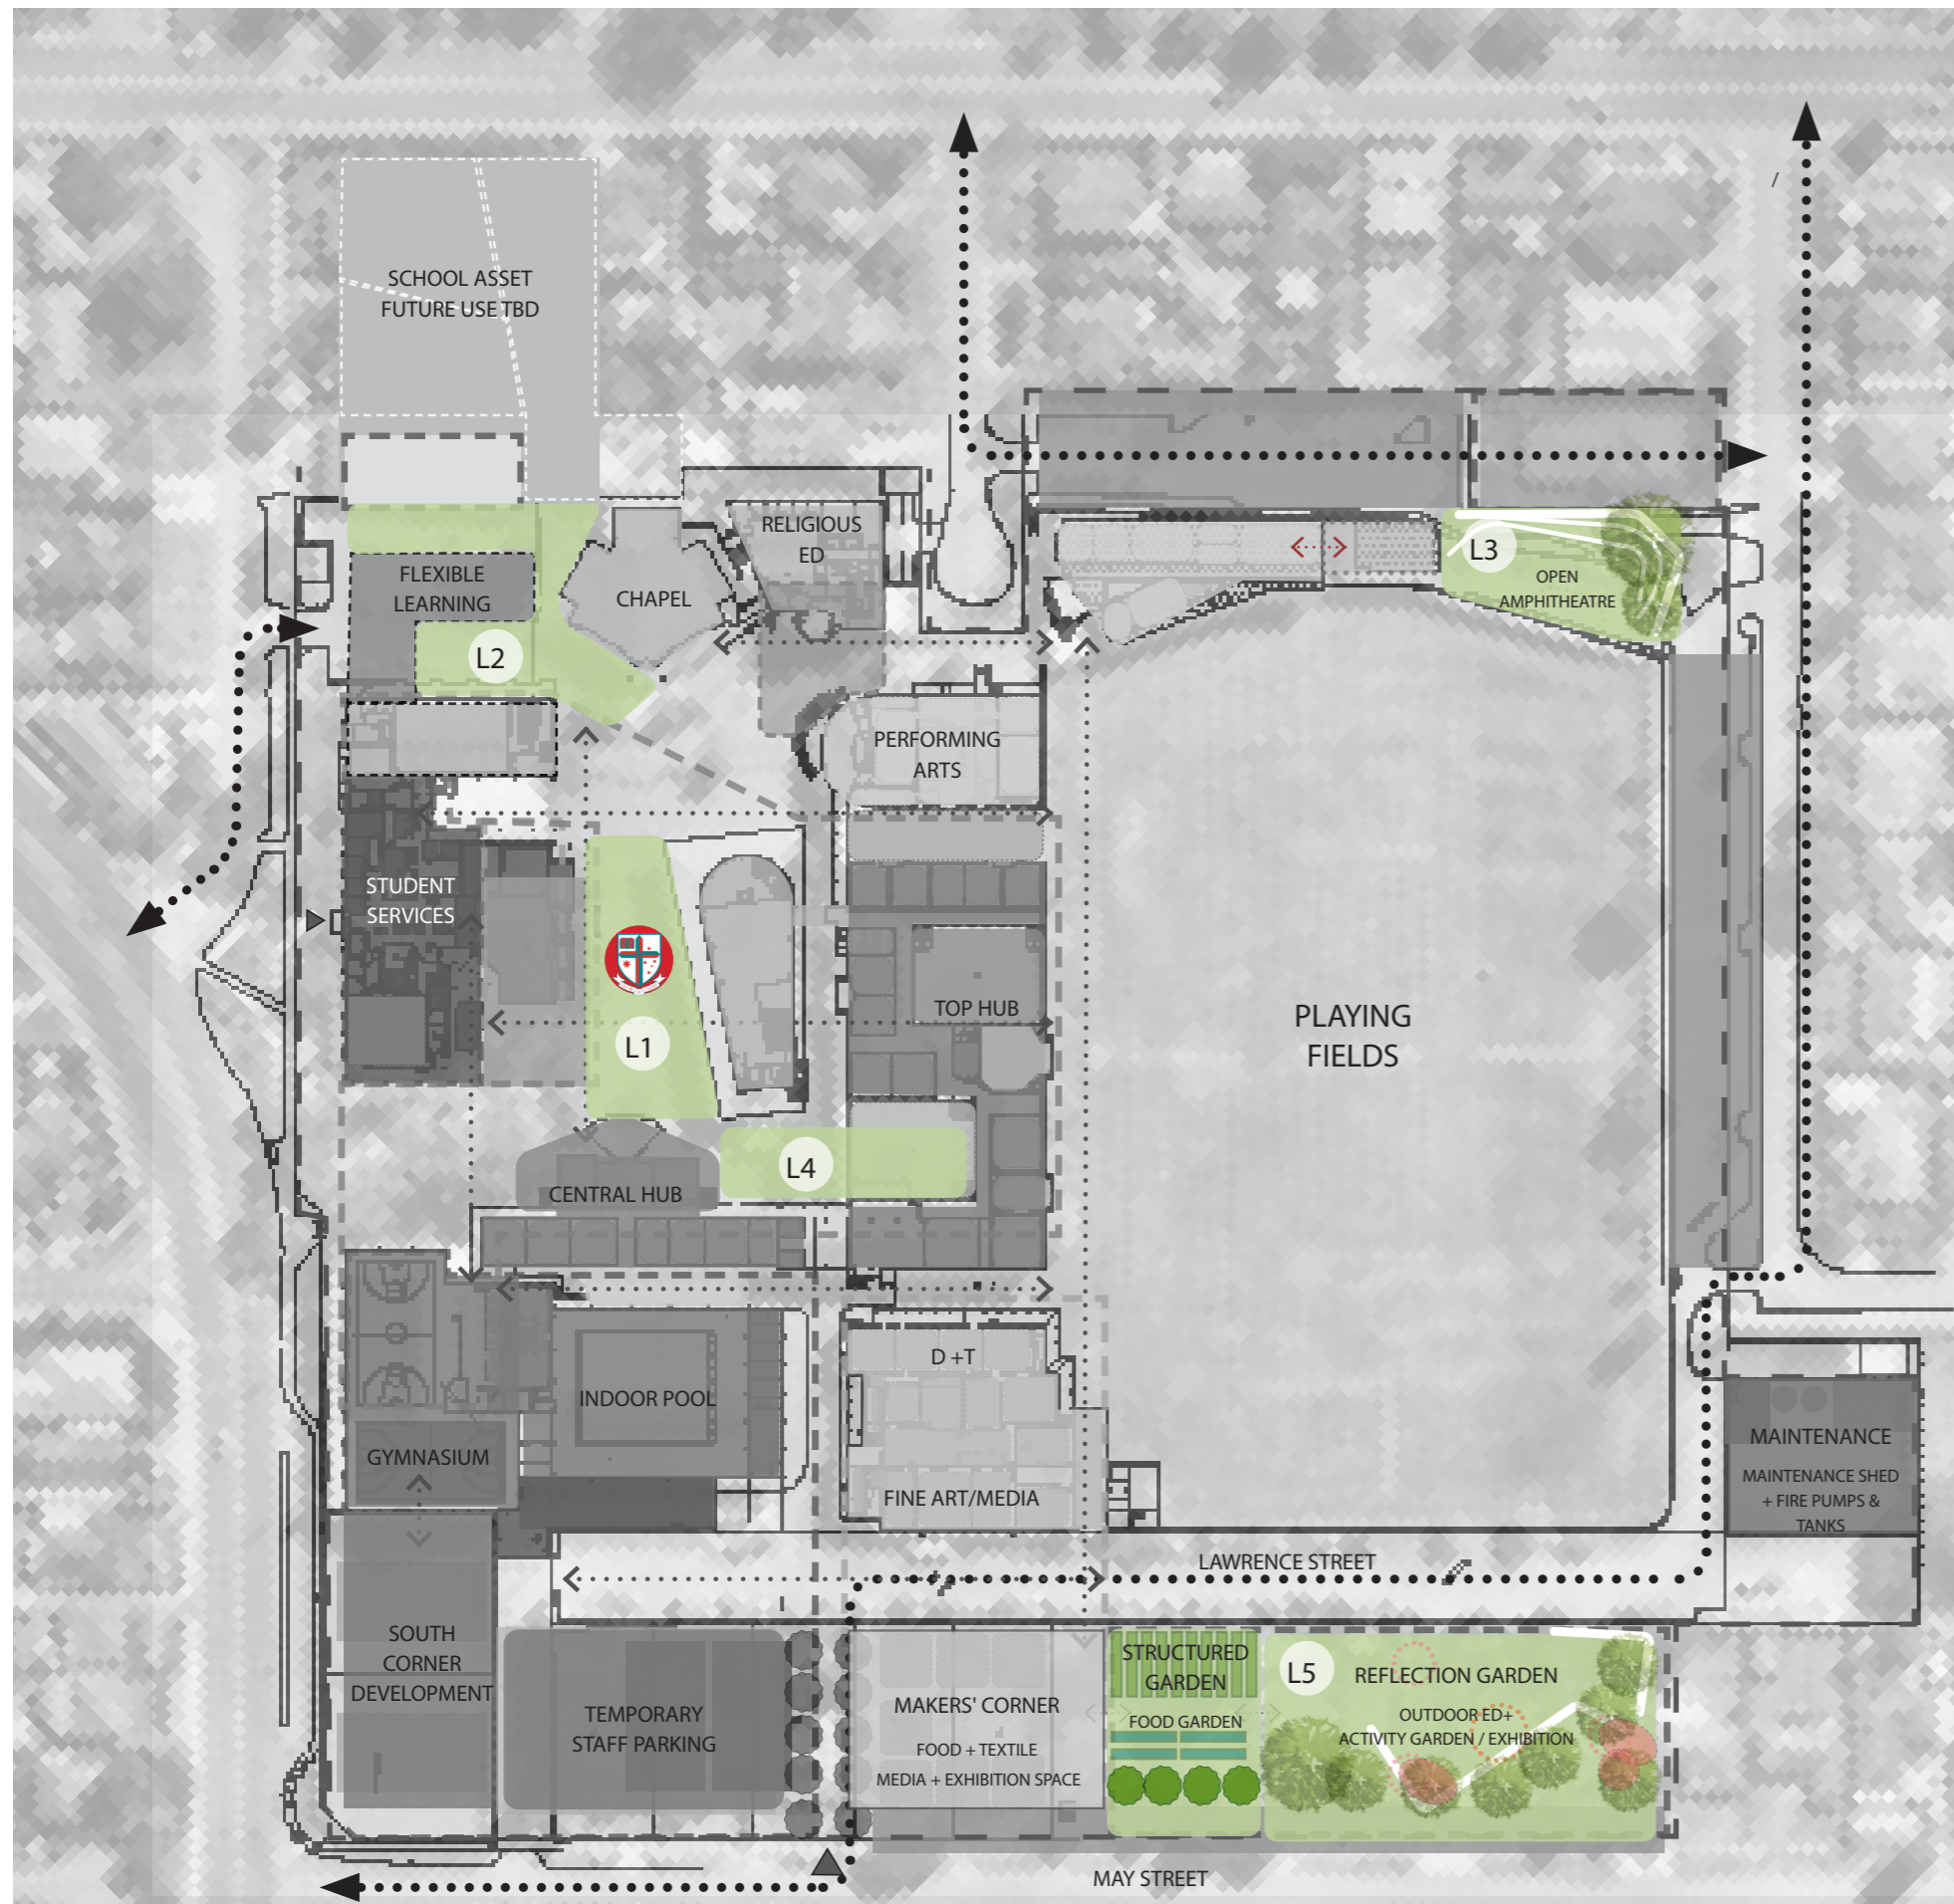 SCHOOL ASSET
FUTURE USE TBD
RELIGIOUS
ED
FLEXIBLE
LEARNING
CHAPEL
L3
OPEN
AMPHITHEATRE
L2
PERFORMING
ARTS
STUDENT
SERVICES
TOP HUB
PLAYING
FIELDS
L1
L4
CENTRAL HUB
D +T
INDOOR POOL
GYMNASIUM
FINE ART/MEDIA
MAINTENANCE
MAINTENANCE SHED
+ FIRE PUMPS &
TANKS
LAWRENCE STREET
SOUTH
CORNER
DEVELOPMENT
TEMPORARY
STAFF PARKING
MAKERS' CORNER
FOOD + TEXTILE
MEDIA + EXHIBITION SPACE
STRUCTURED
GARDEN
FOOD GARDEN
L5
REFLECTION GARDEN
OUTDOOR ED+
ACTIVITY GARDEN / EXHIBITION
MAY STREET